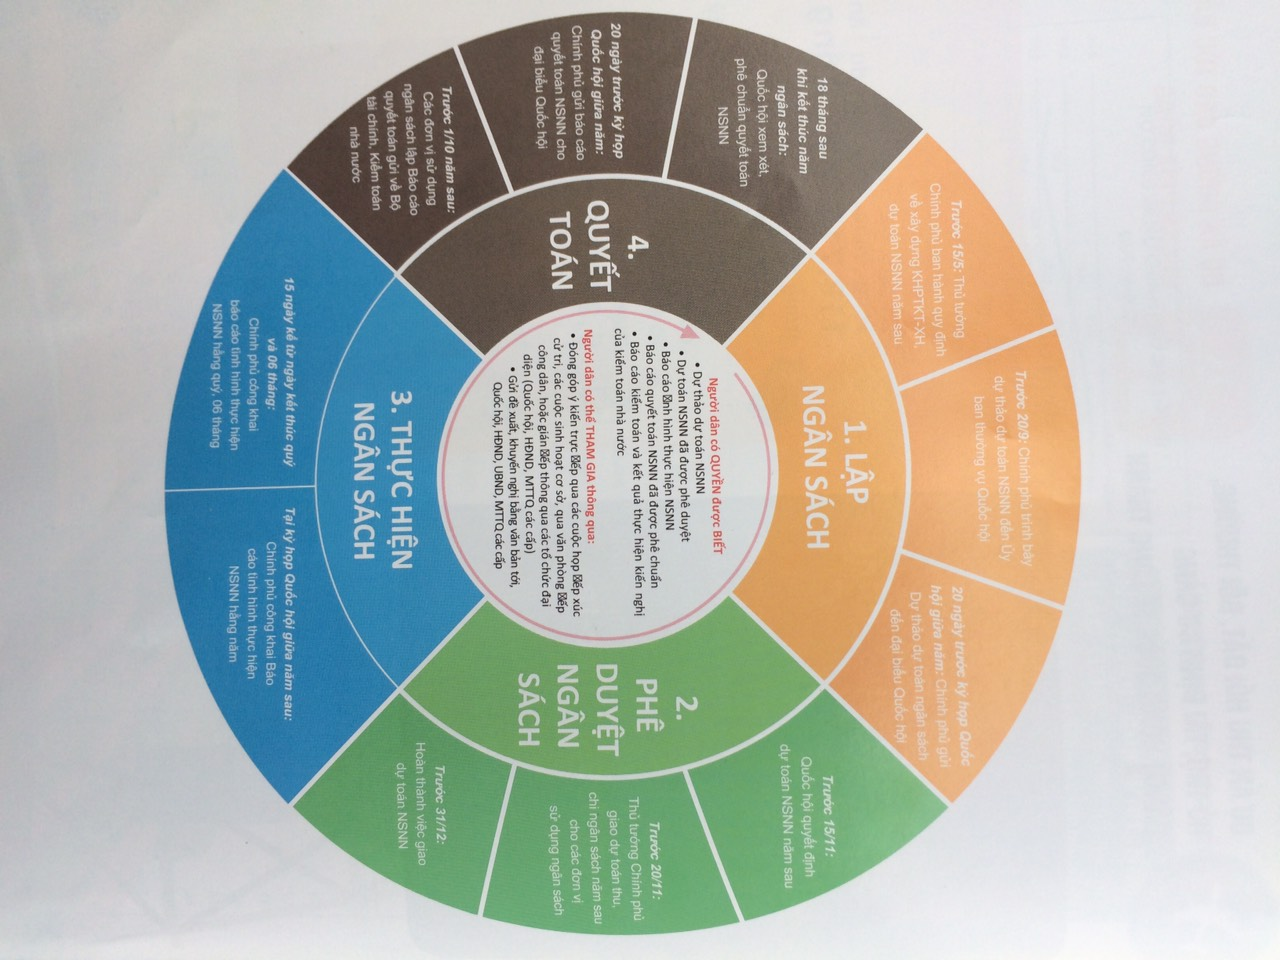 1. LẬP
NGÂN SÁCH
Trước 15/5: Thủ tướng
Chính phủ ban hành quy định
về xây dựng KHPTKT-XH,
dự toán NSNN năm sau
Trước 20/9: Chính phủ trình bày
dự thảo dự toán NSNN đến Ủy
ban thường vụ Quốc hội
20 ngày trước kỳ họp Quốc
hội giữa năm: Chính phủ gửi
Dự thảo dự toán ngân sách
đến đại biểu Quốc hội
2.
PHÊ
DUYỆT
NGÂN
SÁCH
Trước 15/11:
Quốc hội quyết định
dự toán NSNN năm sau
Trước 20/11:
Thủ tướng Chính phủ
giao dự toán thu,
chi ngân sách năm sau
cho các đơn vị
sử dụng ngân sách
Trước 31/12:
Hoàn thành việc giao
dự toán NSNN
3. THỰC HIỆN
NGÂN SÁCH
Tại kỳ họp Quốc hội giữa năm sau:
Chính phủ công khai Báo
cáo tình hình thực hiện
NSNN hằng năm
15 ngày kể từ ngày kết thúc quý
và 06 tháng:
Chính phủ công khai
báo cáo tình hình thực hiện
NSNN hằng quý, 06 tháng
4.
QUYẾT
TOÁN
Trước 1/10 năm sau:
Các đơn vị sử dụng
ngân sách lập Báo cáo
quyết toán gửi về Bộ
tài chính, Kiểm toán
nhà nước
20 ngày trước kỳ họp
Quốc hội giữa năm:
Chính phủ gửi báo cáo
quyết toán NSNN cho
đại biểu Quốc hội
18 tháng sau
khi kết thúc năm
ngân sách:
Quốc hội xem xét,
phê chuẩn quyết toán
NSNN
Người dân có QUYỀN được BIẾT
• Dự thảo dự toán NSNN
• Dự toán NSNN đã được phê duyệt
• Báo cáo nh hình thực hiện NSNN
• Báo cáo quyết toán NSNN đã được phê chuẩn
• Báo cáo kiểm toán và kết quả thực hiện kiến nghị
của kiểm toán nhà nước
Người dân có thể THAM GIA thông qua:
• Đóng góp ý kiến trực ếp qua các cuộc họp ếp xúc
cử tri, các cuộc sinh hoạt cơ sở, qua văn phòng ếp
công dân, hoặc gián ếp thông qua các tổ chức đại
diện (Quốc hội, HĐND, MTTQ các cấp)
• Gửi đề xuất, khuyến nghị bằng văn bản tới,
Quốc hội, HĐND, UBND, MTTQ các cấp